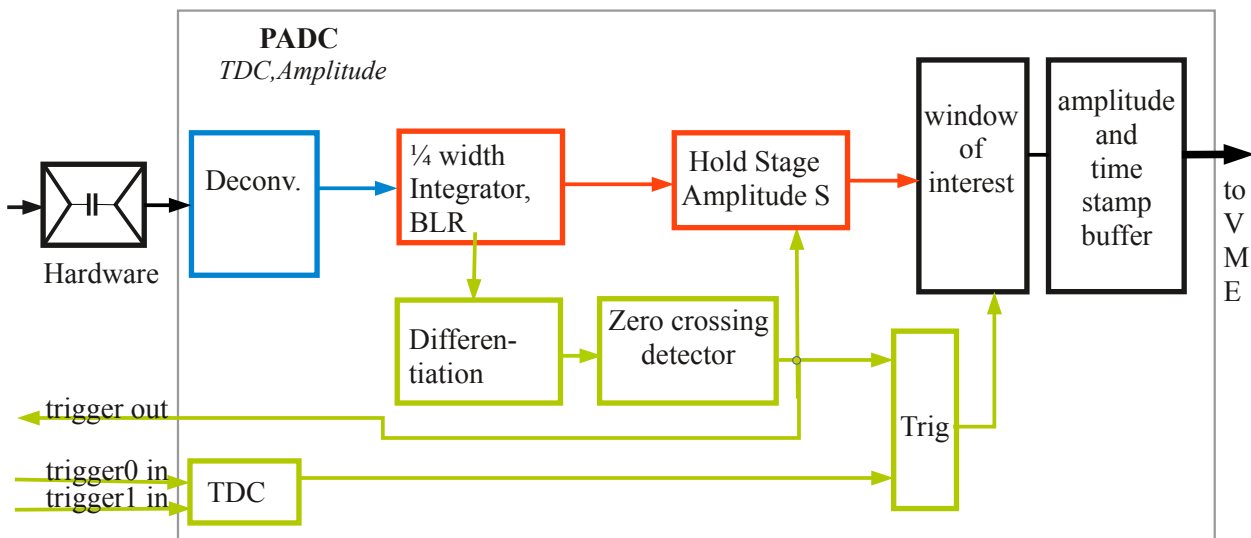 PADC
TDC,Amplitude
Hardware
Deconv.
¼ width
Integrator,
BLR
Hold Stage
Amplitude S
window
of
interest
amplitude
and
time
stamp
buffer
to
V
M
E
Differen-
tiation
Zero crossing
detector
Trig
trigger out
trigger0 in
trigger1 in
TDC